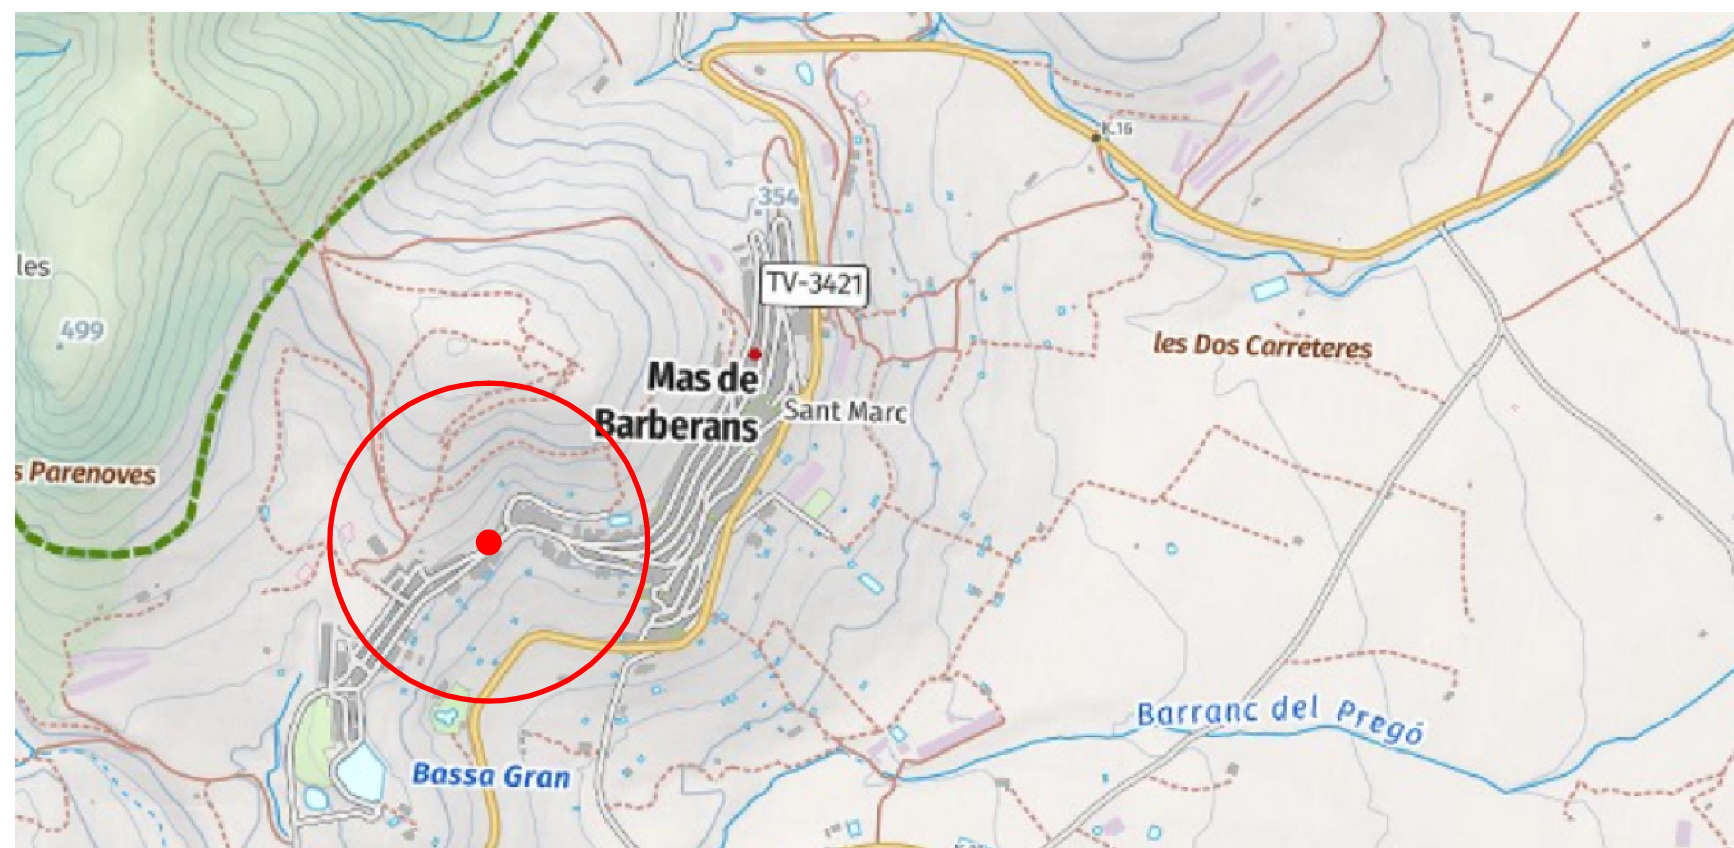 K.16
354
les
TV-3421
499
les Dos Carreteres
Mas de
Barberans
Sant Marc
s Parenoves
Barranc del Pregó
Bassa Gran